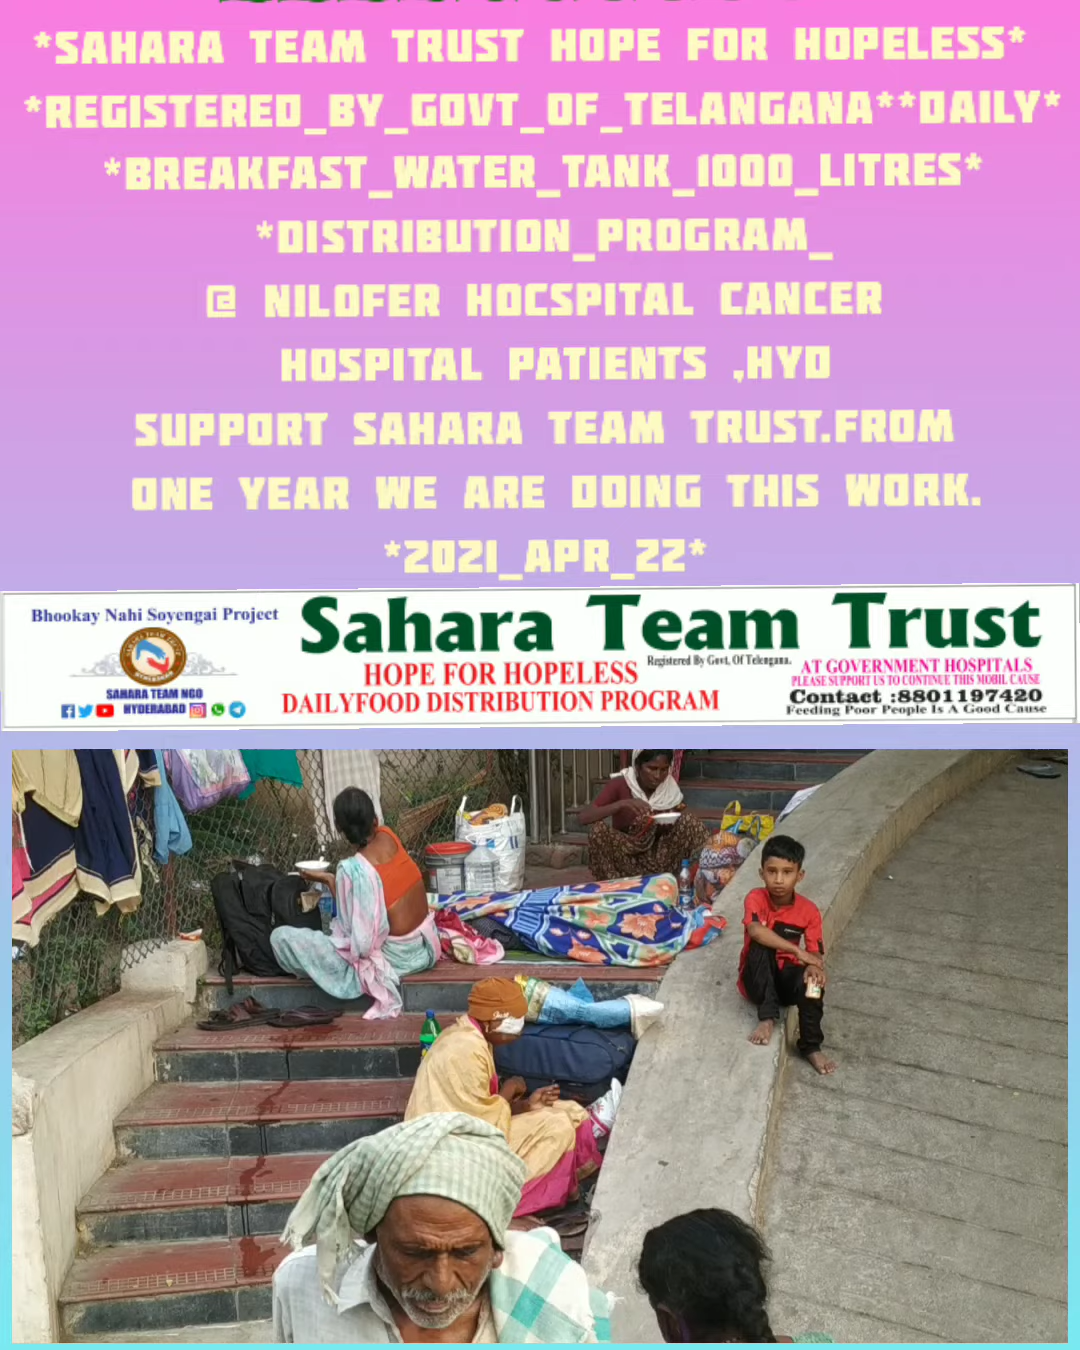 *SAHARA TEAM TRUST HOPE FOR HOPELESS*
*REGISTERED_BY_GOVT_OF_TELANGANA**DAILY*
*BREAKFAST_WATER_TANK_1000_LITRES*
*DISTRIBUTION_PROGRAM_
@ NILOFER HOCSPITAL CANCER
HOSPITAL PATIENTS ,HYD
SUPPORT SAHARA TEAM TRUST.FROM
ONE YEAR WE ARE DOING THIS WORK.
*2021_APR_22*
Bhookay Nahi Soyengai Project
SAHARA TEAM NGO
HYDERABAD
Sahara Team Trust
Registered By Govt. Of Telengana.
HOPE FOR HOPELESS
DAILYFOOD DISTRIBUTION PROGRAM
AT GOVERNMENT HOSPITALS
PLEASE SUPPORT US TO CONTINUE THIS MOBIL CAUSE
Contact :8801197420
Feeding Poor People Is A Good Cause